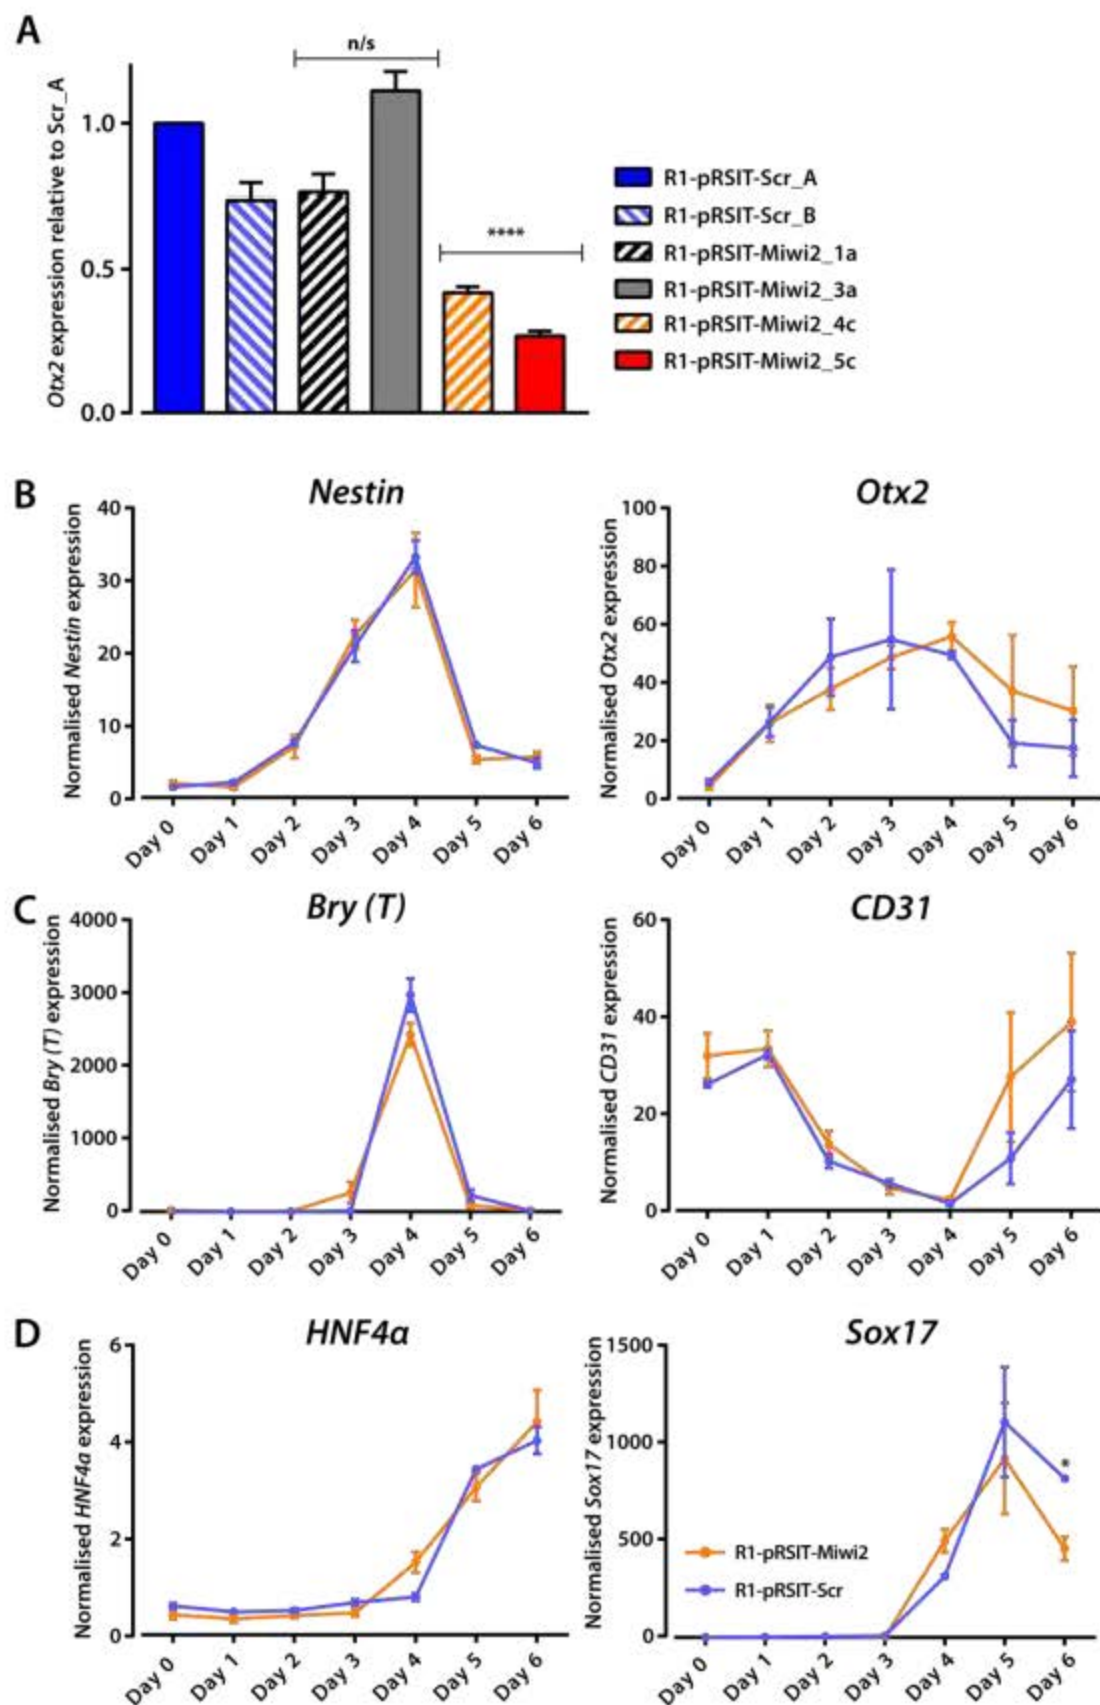 A
n/s
****
Otx2 expression relative to Scr_A
1.0
0.5
0.0
R1-pRSIT-Scr_A
R1-pRSIT-Scr_B
R1-pRSIT-Miwi2_1a
R1-pRSIT-Miwi2_3a
R1-pRSIT-Miwi2_4c
R1-pRSIT-Miwi2_5c
B
Nestin
Normalised Nestin expression
40
30
20
10
0
Day 0 Day 1 Day 2 Day 3 Day 4 Day 5 Day 6
Otx2
Normalised Otx2 expression
100
80
60
40
20
0
Day 0 Day 1 Day 2 Day 3 Day 4 Day 5 Day 6
C
Bry (T)
Normalised Bry (T) expression
4000
3000
2000
1000
0
Day 0 Day 1 Day 2 Day 3 Day 4 Day 5 Day 6
CD31
Normalised CD31 expression
60
40
20
0
Day 0 Day 1 Day 2 Day 3 Day 4 Day 5 Day 6
D
HNF4α
Normalised HNF4α expression
6
4
2
0
Day 0 Day 1 Day 2 Day 3 Day 4 Day 5 Day 6
Sox17
Normalised Sox17 expression
1500
1000
500
0
*
R1-pRSIT-Miwi2
R1-pRSIT-Scr
Day 0 Day 1 Day 2 Day 3 Day 4 Day 5 Day 6